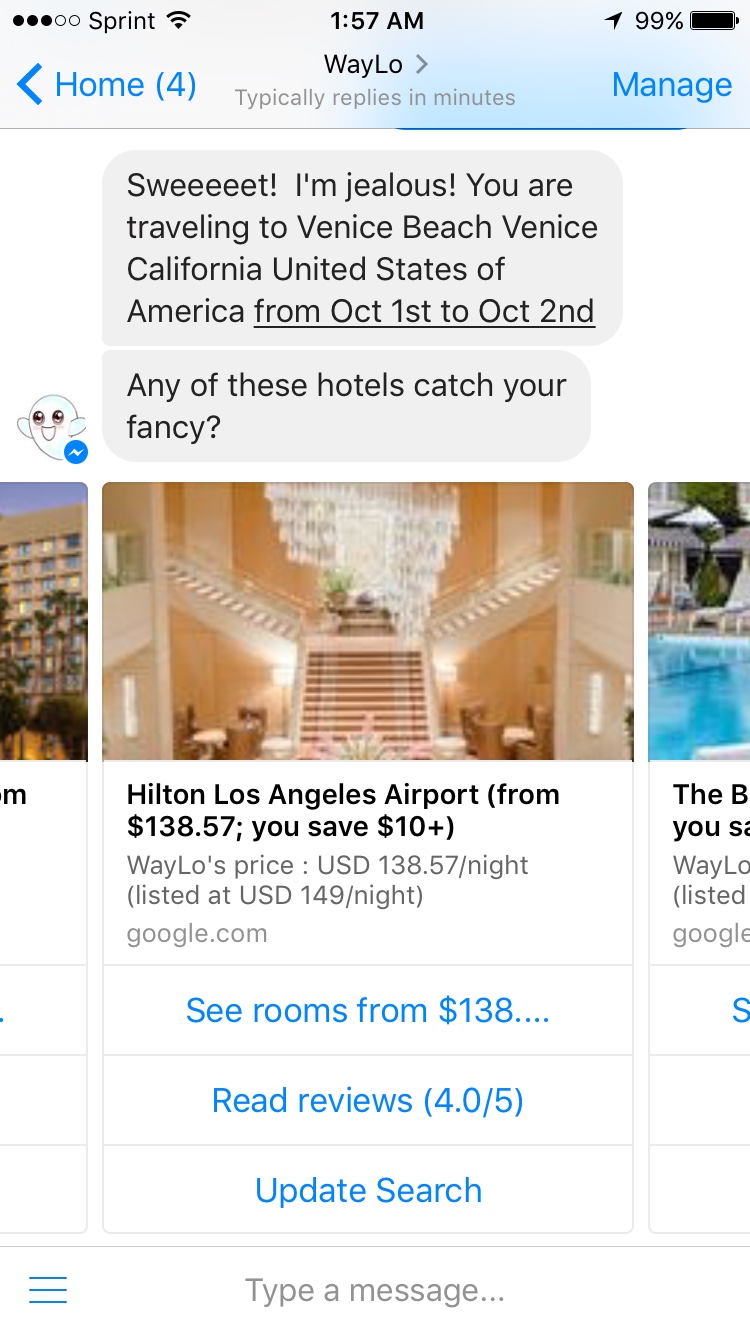 Sprint 1:57 AM 99%
Home (4) WayLo Manage
Typically replies in minutes
Sweeeeet! I'm jealous! You are
traveling to Venice Beach Venice
California United States of
America from Oct 1st to Oct 2nd
Any of these hotels catch your
fancy?
om
Hilton Los Angeles Airport (from
$138.57; you save $10+)
WayLo's price : USD 138.57/night
(listed at USD 149/night)
google.com
See rooms from $138....
Read reviews (4.0/5)
Update Search
The B
you sa
WayLo
(listed
google
S
Type a message...